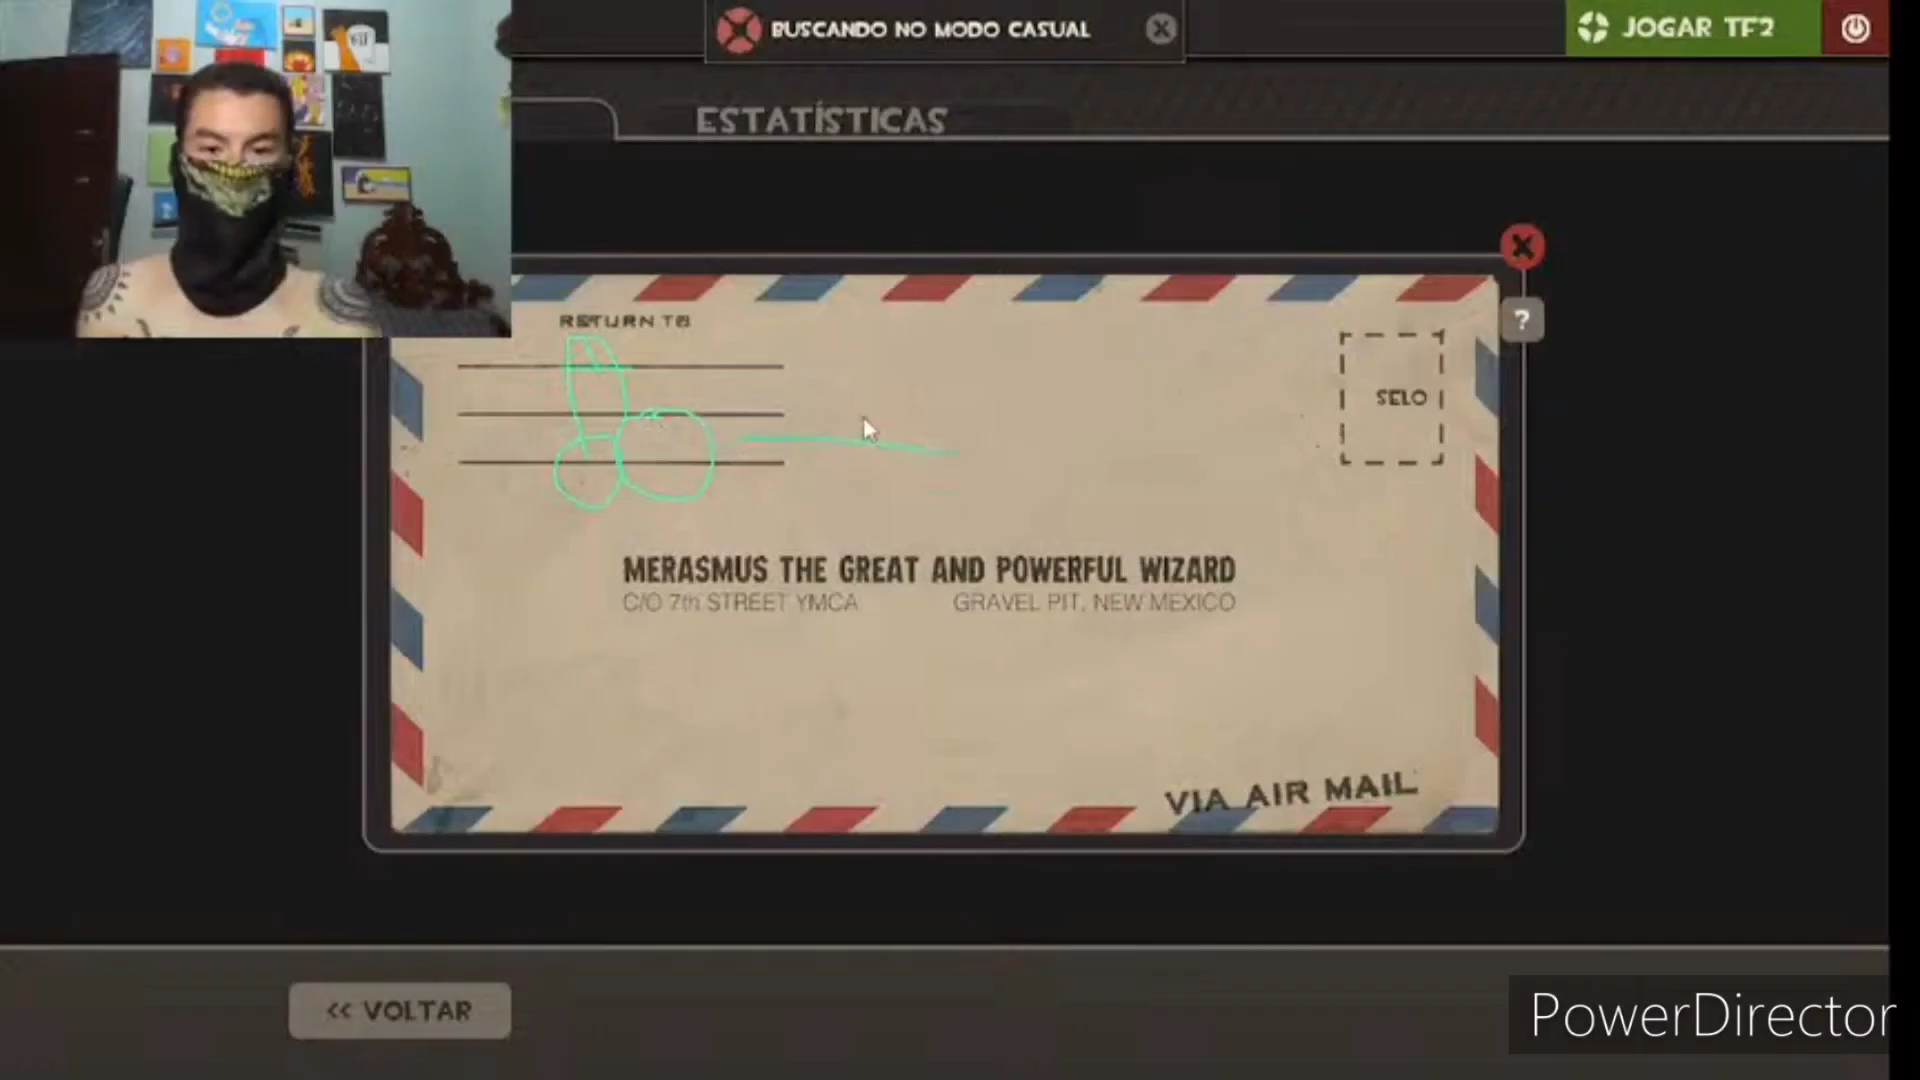 BUSCANDO NO MODO CASUAL
JOGAR TF2
ESTATÍSTICAS
?
RETURN TO
SELO
MERASMUS THE GREAT AND POWERFUL WIZARD
C/O 7th STREET YMCA GRAVEL PIT, NEW MEXICO
VIA AIR MAIL
<< VOLTAR
PowerDirector